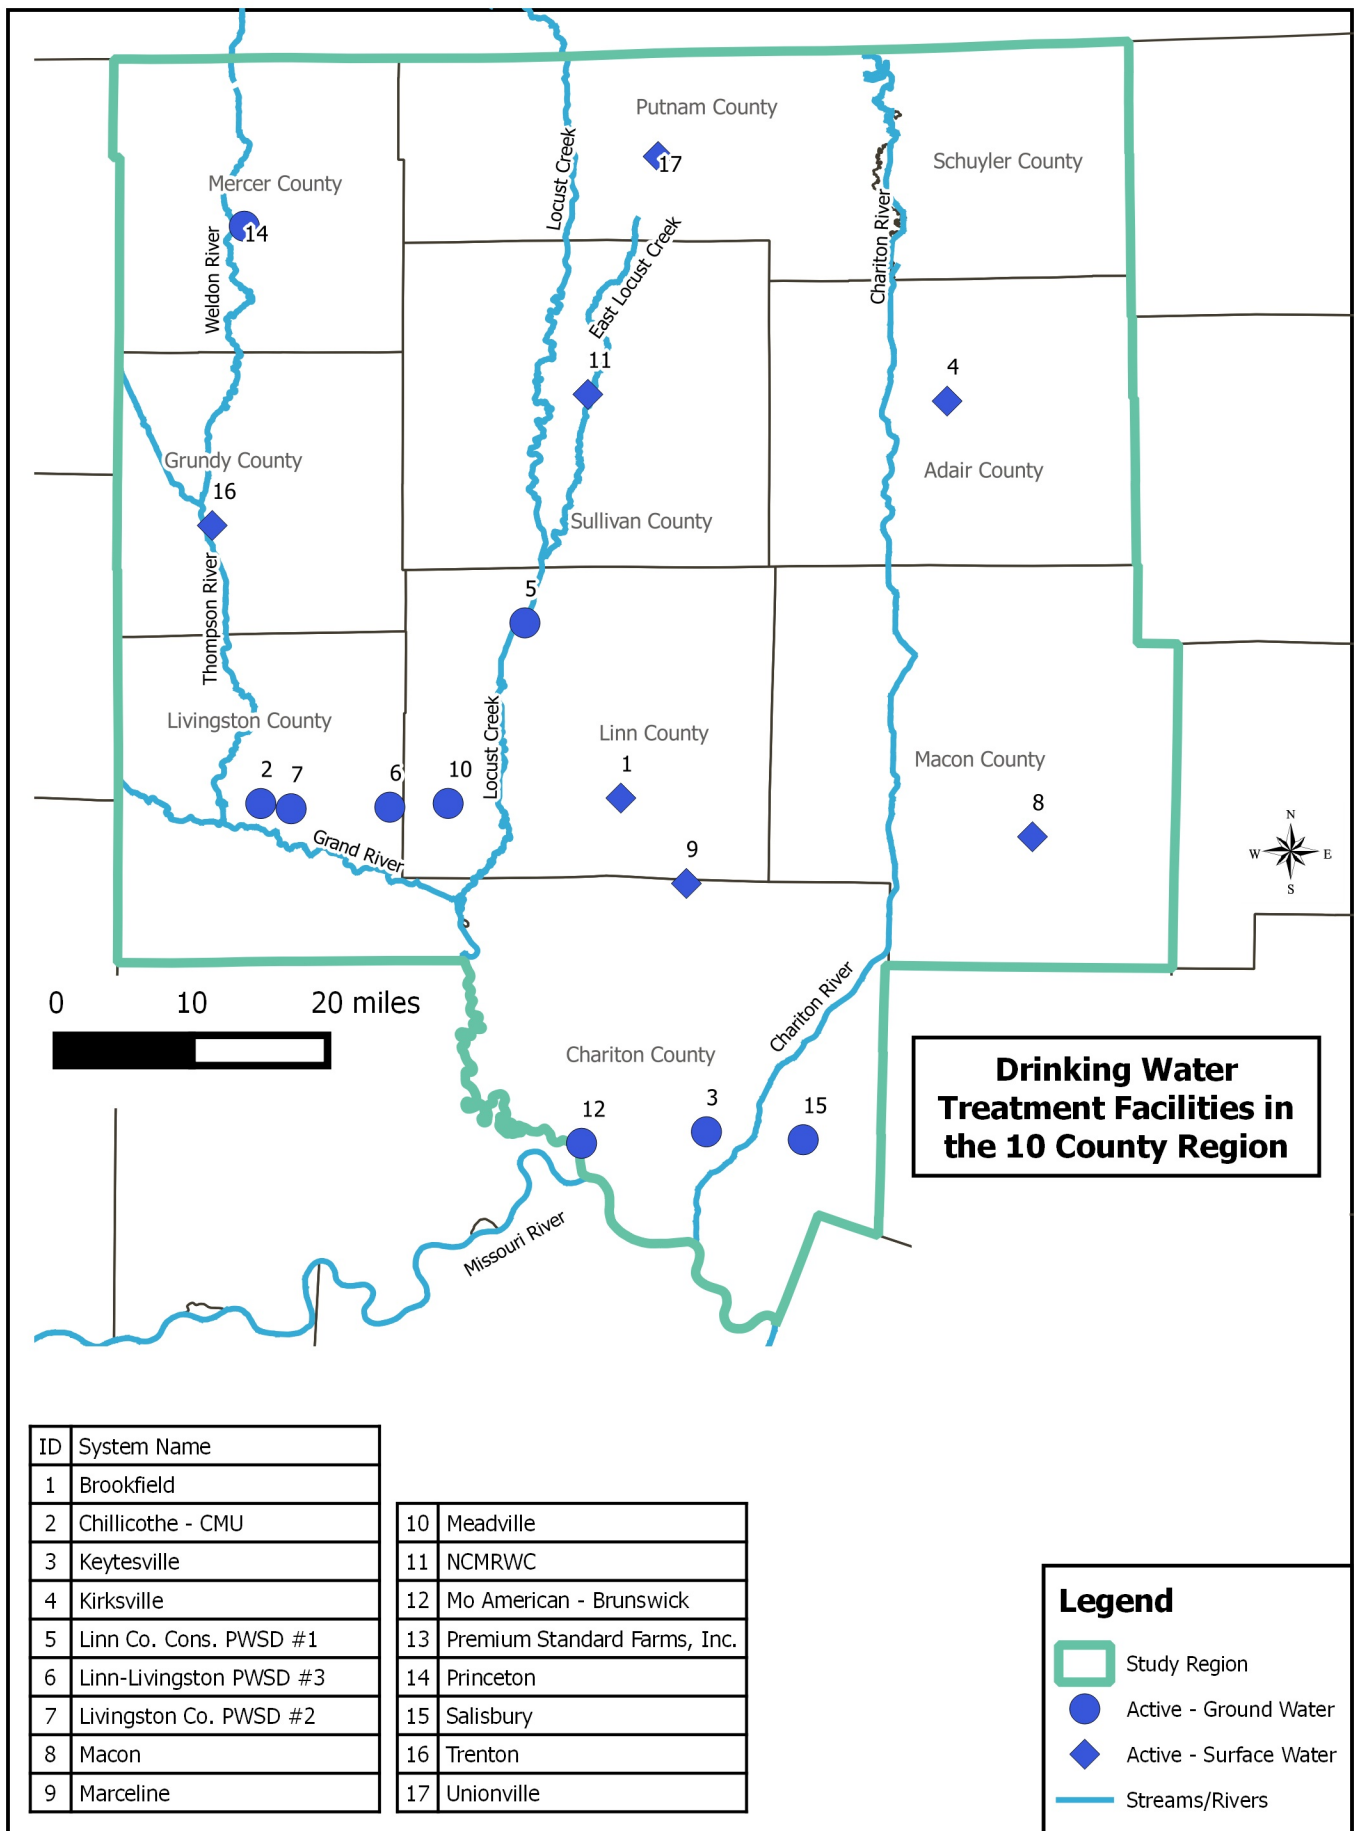 Putnam County
Schuyler County
17
Mercer County
14
Locust Creek
Weldon River
East Locust Creek
Chariton River
11
4
Grundy County
Adair County
16
Sullivan County
Thompson River
5
Livingston County
Locust Creek
Linn County
Macon County
2
7
6
10
1
8
Grand River
9
N
W
E
S
0 10 20 miles
Chariton River
Chariton County
12
3
15
Missouri River
Drinking Water
Treatment Facilities in
the 10 County Region
ID System Name
1 Brookfield
2 Chillicothe - CMU
3 Keytesville
4 Kirksville
5 Linn Co. Cons. PWSD #1
6 Linn-Livingston PWSD #3
7 Livingston Co. PWSD #2
8 Macon
9 Marceline
10 Meadville
11 NCMRWC
12 Mo American - Brunswick
13 Premium Standard Farms, Inc.
14 Princeton
15 Salisbury
16 Trenton
17 Unionville
Legend
Study Region
Active - Ground Water
Active - Surface Water
Streams/Rivers